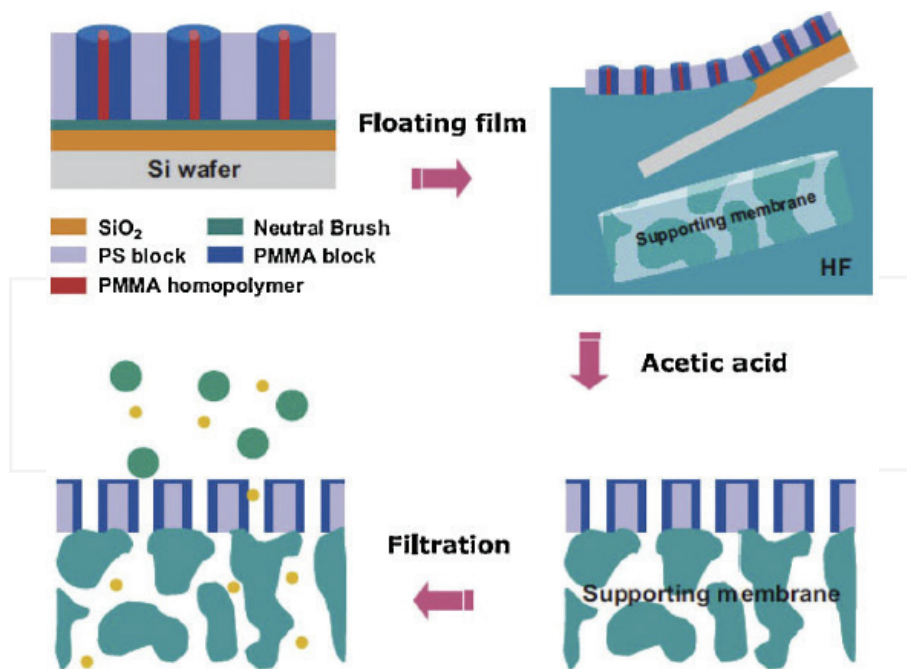 Si wafer
Floating film
SiO₂
Neutral Brush
PS block
PMMA block
PMMA homopolymer
Supporting membrane
HF
Acetic acid
Filtration
Supporting membrane